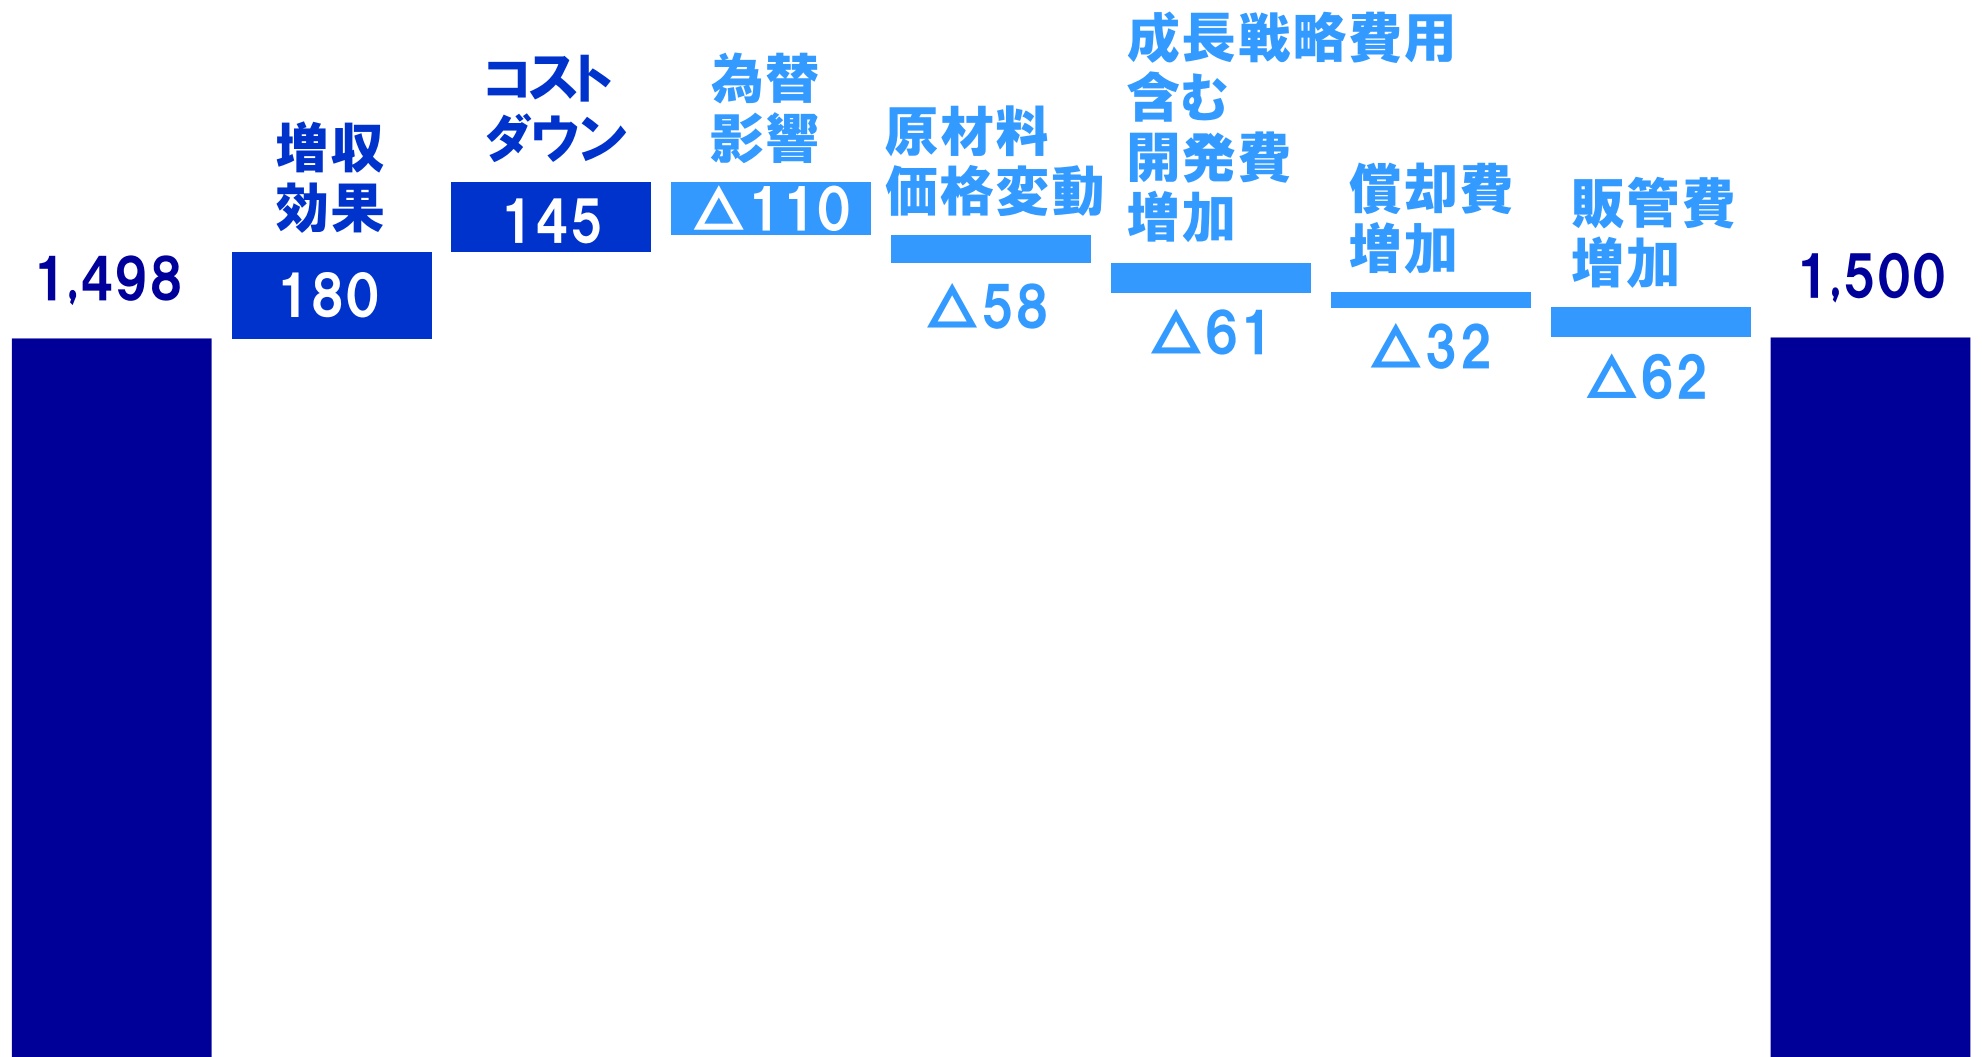 1,498
増収
効果
180
コスト
ダウン
145
為替
影響
△110
原材料
価格変動
△58
成長戦略費用
含む
開発費
増加
△61
償却費
増加
△32
販管費
増加
△62
1,500